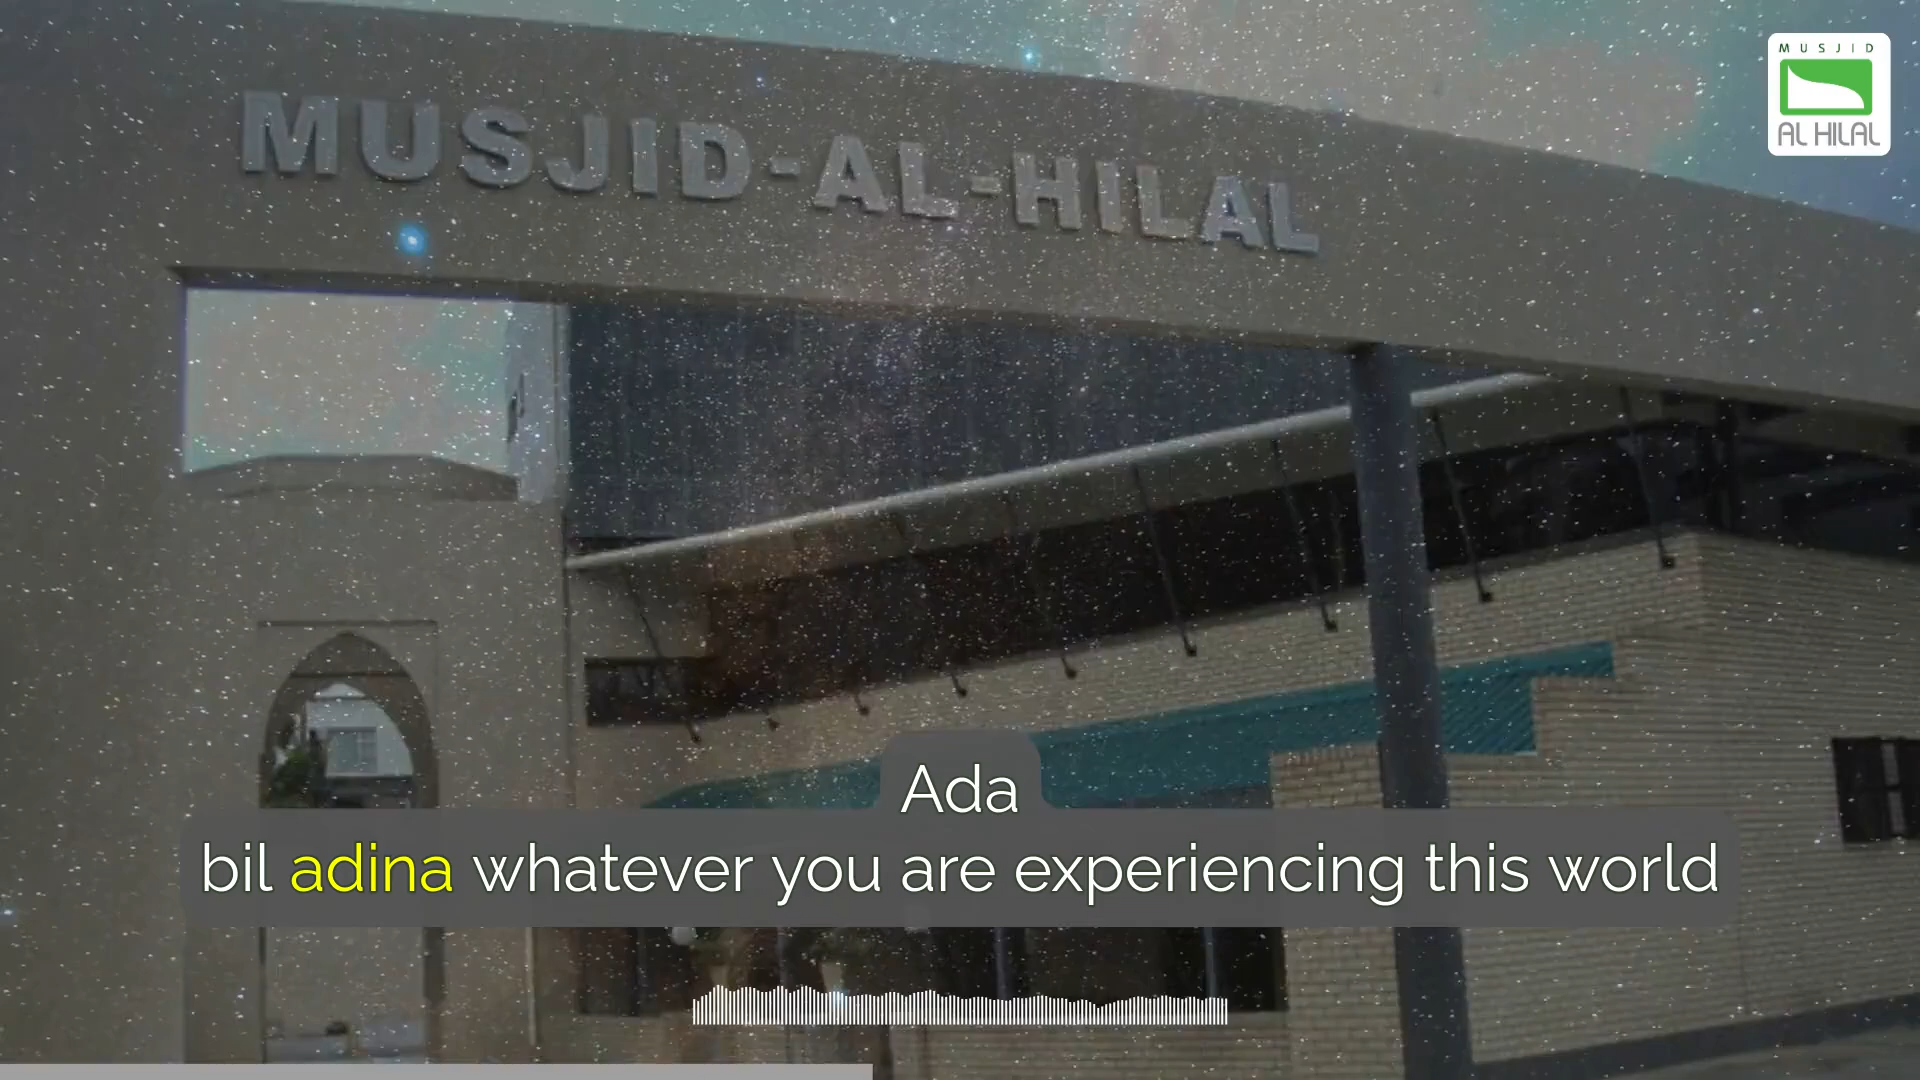 MUSJID
AL HILAL
MUSJID-AL-HILAL
Ada
bil adina whatever you are experiencing this world